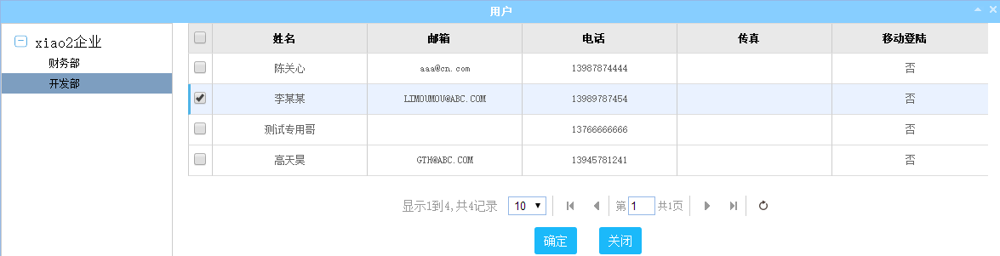 用户
xiao2企业
财务部
开发部
姓名 邮箱 电话 传真 移动登陆
陈关心 aaa@cn.com 13987874444 否
李某某 LIMOUMOU@ABC.COM 13989787454 否
测试专用哥 13766666666 否
高天昊 GTH@ABC.COM 13945781241 否
显示1到4,共4记录 10 第 1 共1页
确定 关闭